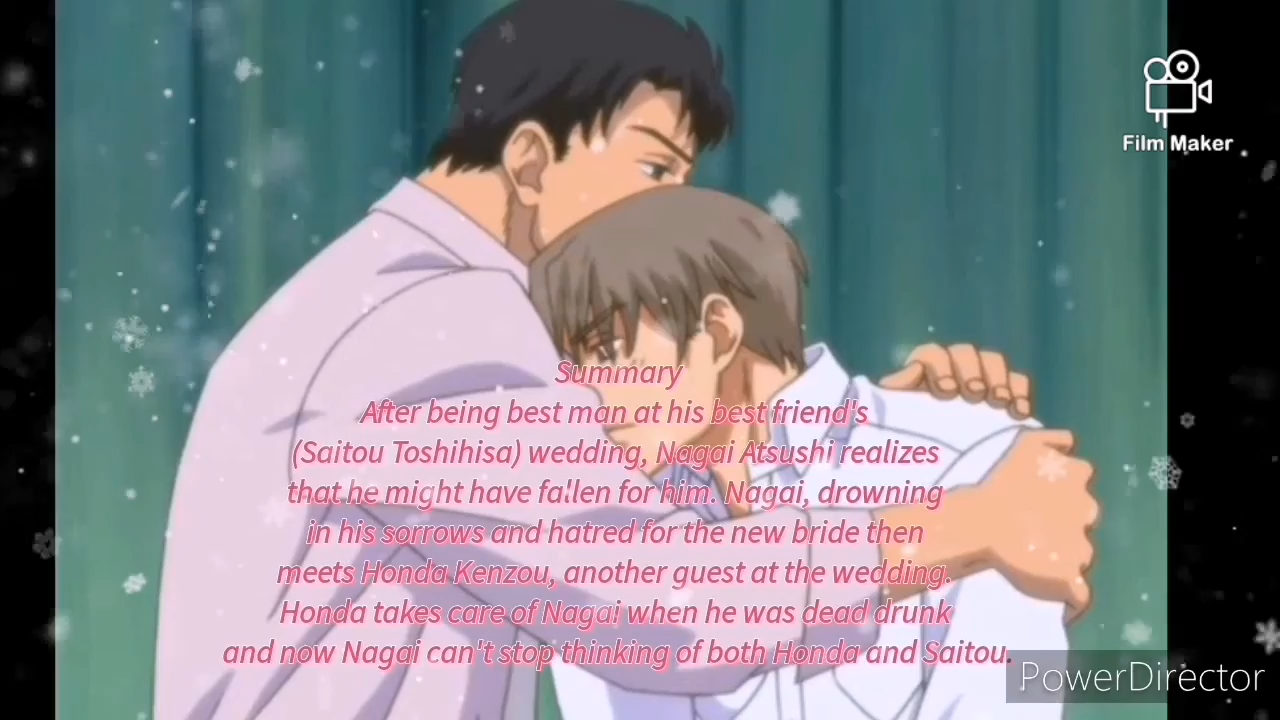 Film Maker
Summary
After being best man at his best friend's
(Saitou Toshihisa) wedding, Nagai Atsushi realizes
that he might have fallen for him. Nagai, drowning
in his sorrows and hatred for the new bride then
meets Honda Kenzou, another guest at the wedding.
Honda takes care of Nagai when he was dead drunk
and now Nagai can't stop thinking of both Honda and Saitou.
PowerDirector